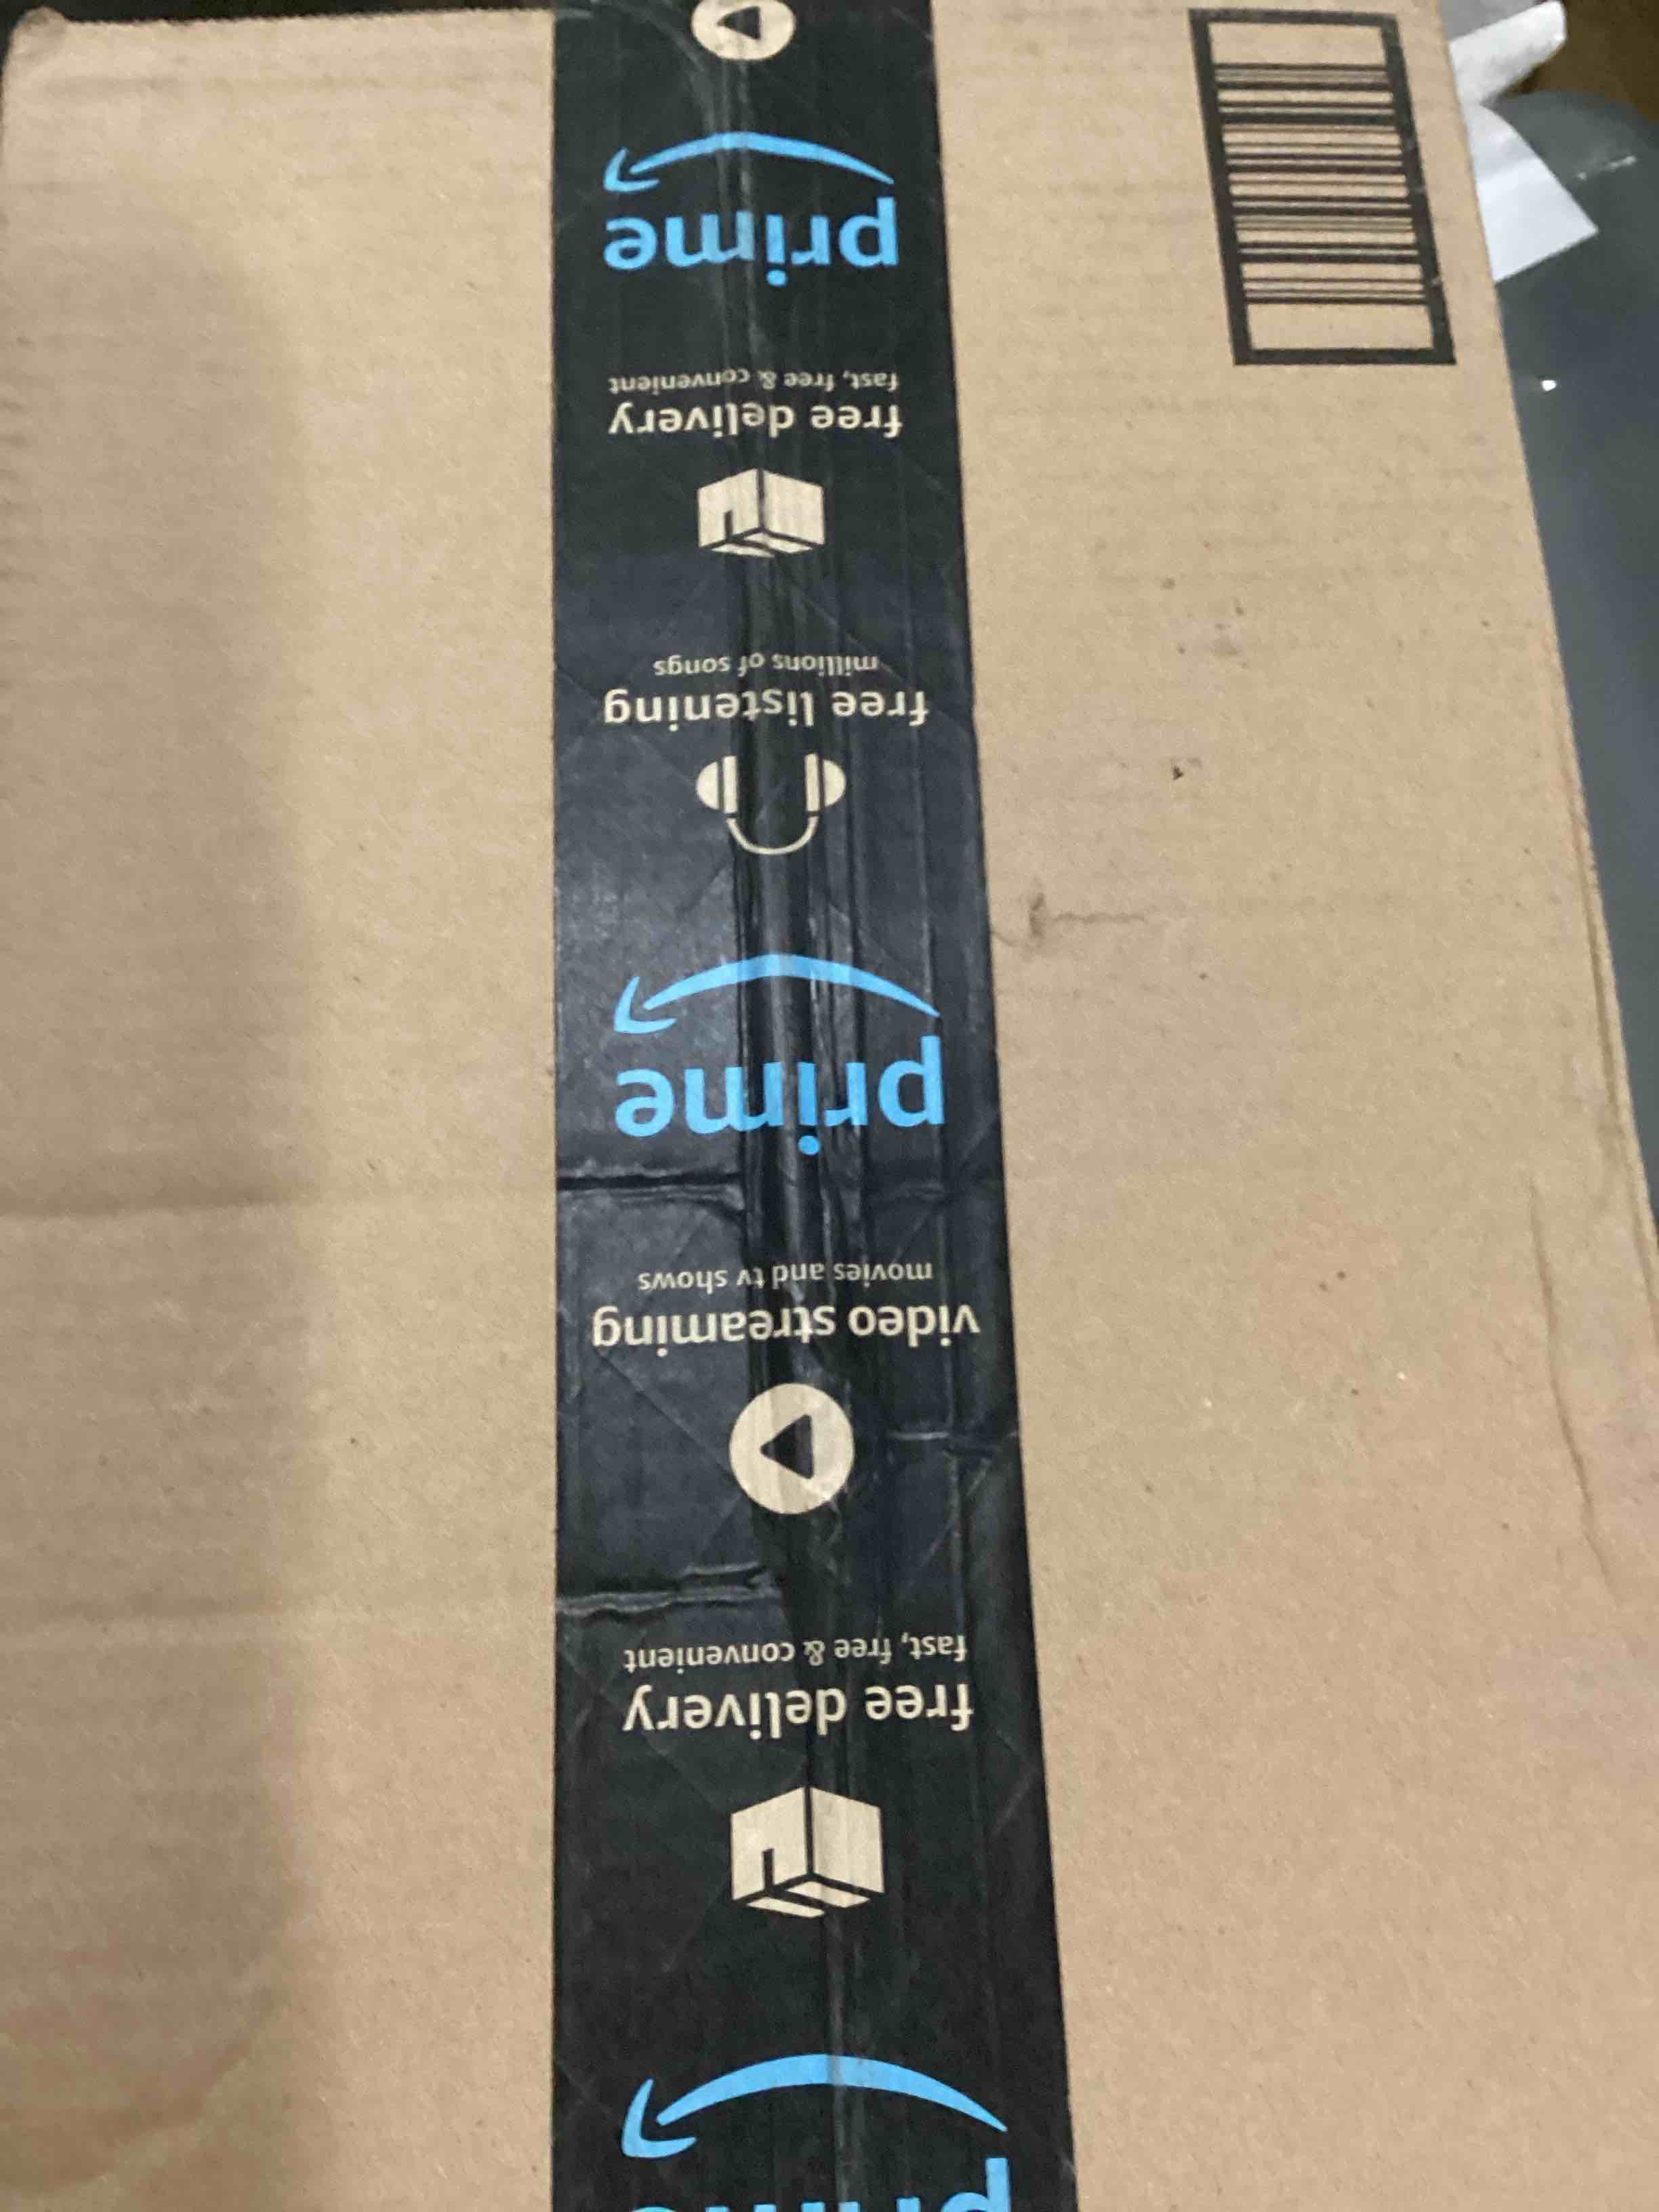 prime
free delivery
fast, free & convenient
video streaming
movies and tv shows
prime
free listening
millions of songs
free delivery
fast, free & convenient
prime